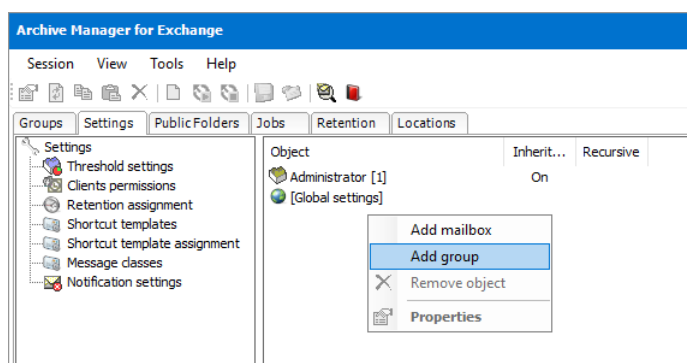 Archive Manager for Exchange
Session View Tools Help
Groups Settings Public Folders Jobs Retention Locations
Settings
Threshold settings
Clients permissions
Retention assignment
Shortcut templates
Shortcut template assignment
Message classes
Notification settings
Object Inherit... Recursive
Administrator [1] On
[Global settings]
Add mailbox
Add group
Remove object
Properties